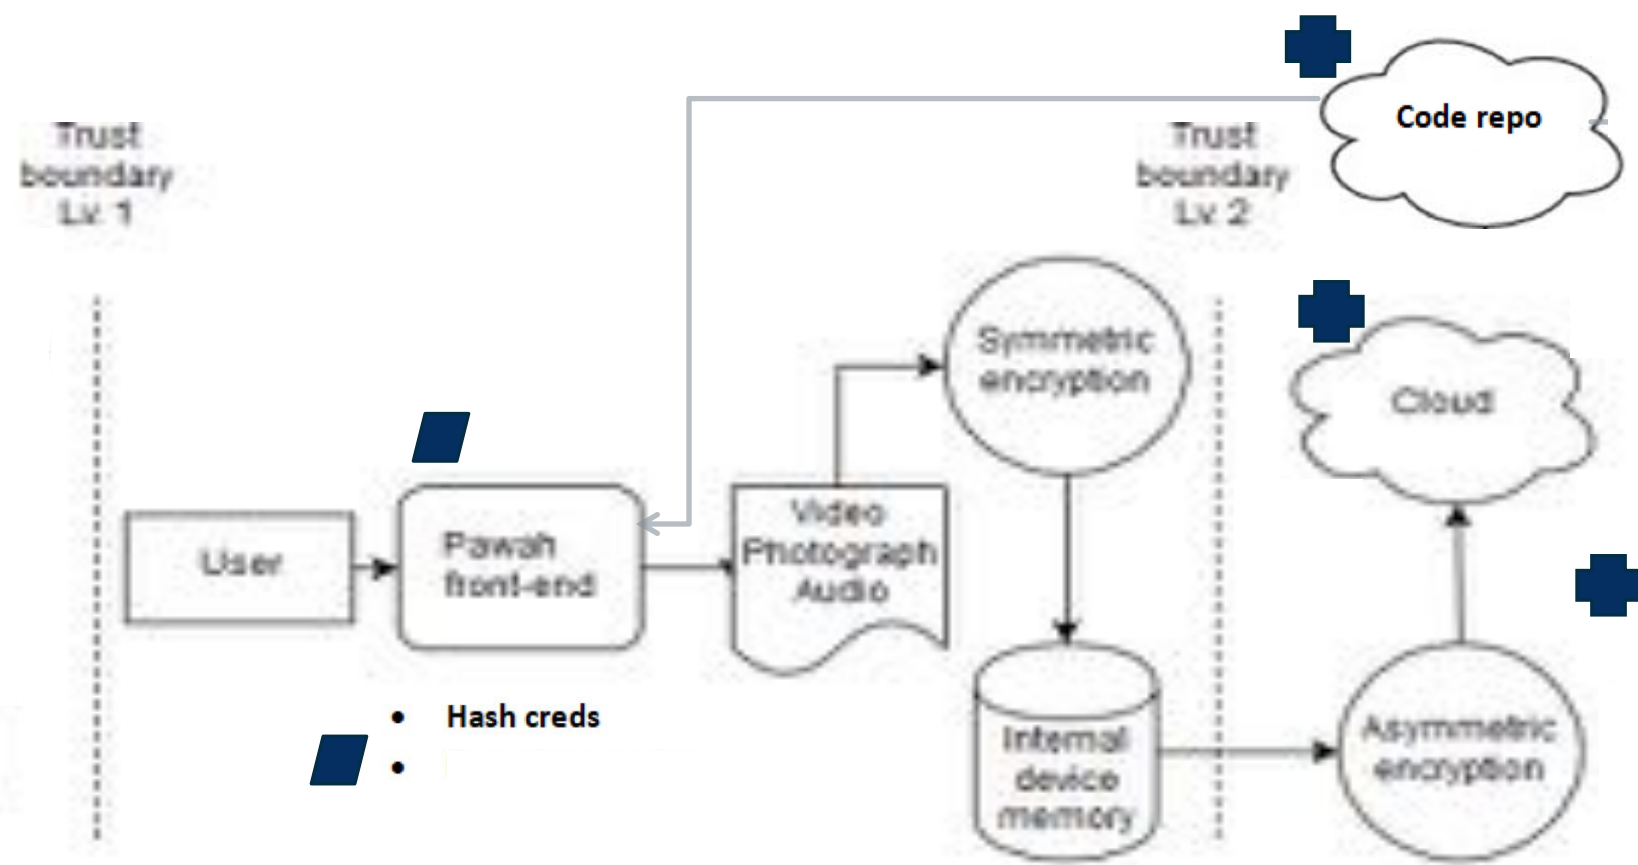 Code repo
Trust
boundary
Lv. 1
Trust
boundary
Lv. 2
Symmetric
encryption
Cloud
User
Pawah
front-end
Video
Photograph
Audio
• Hash creds
•
Internal
device
memory
Asymmetric
encryption